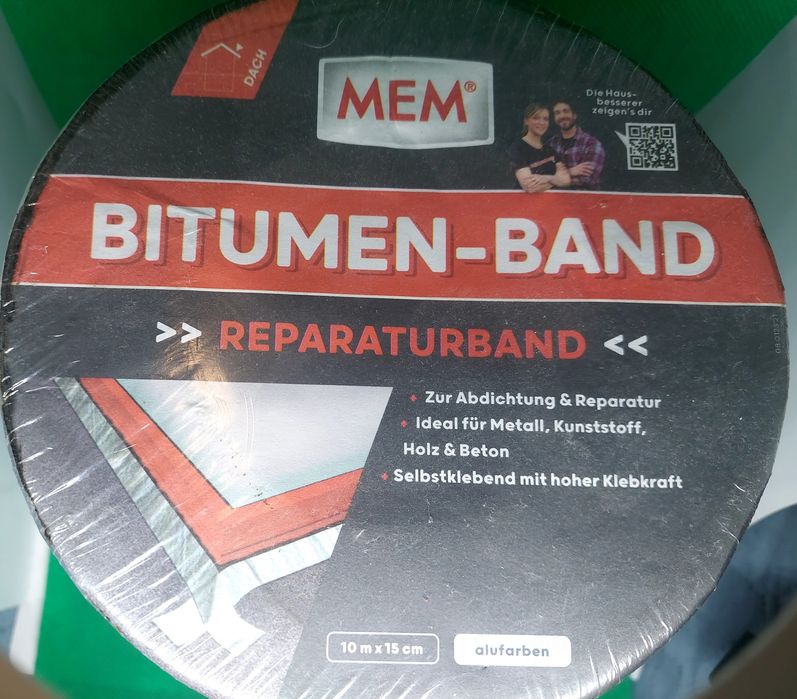 DACH
MEM®
Die Haus-
besserer
zeigen's dir
BITUMEN-BAND
>> REPARATURBAND <<
Zur Abdichtung & Reparatur
Ideal für Metall, Kunststoff,
Holz & Beton
Selbstklebend mit hoher Klebkraft
10 m x 15 cm
alufarben